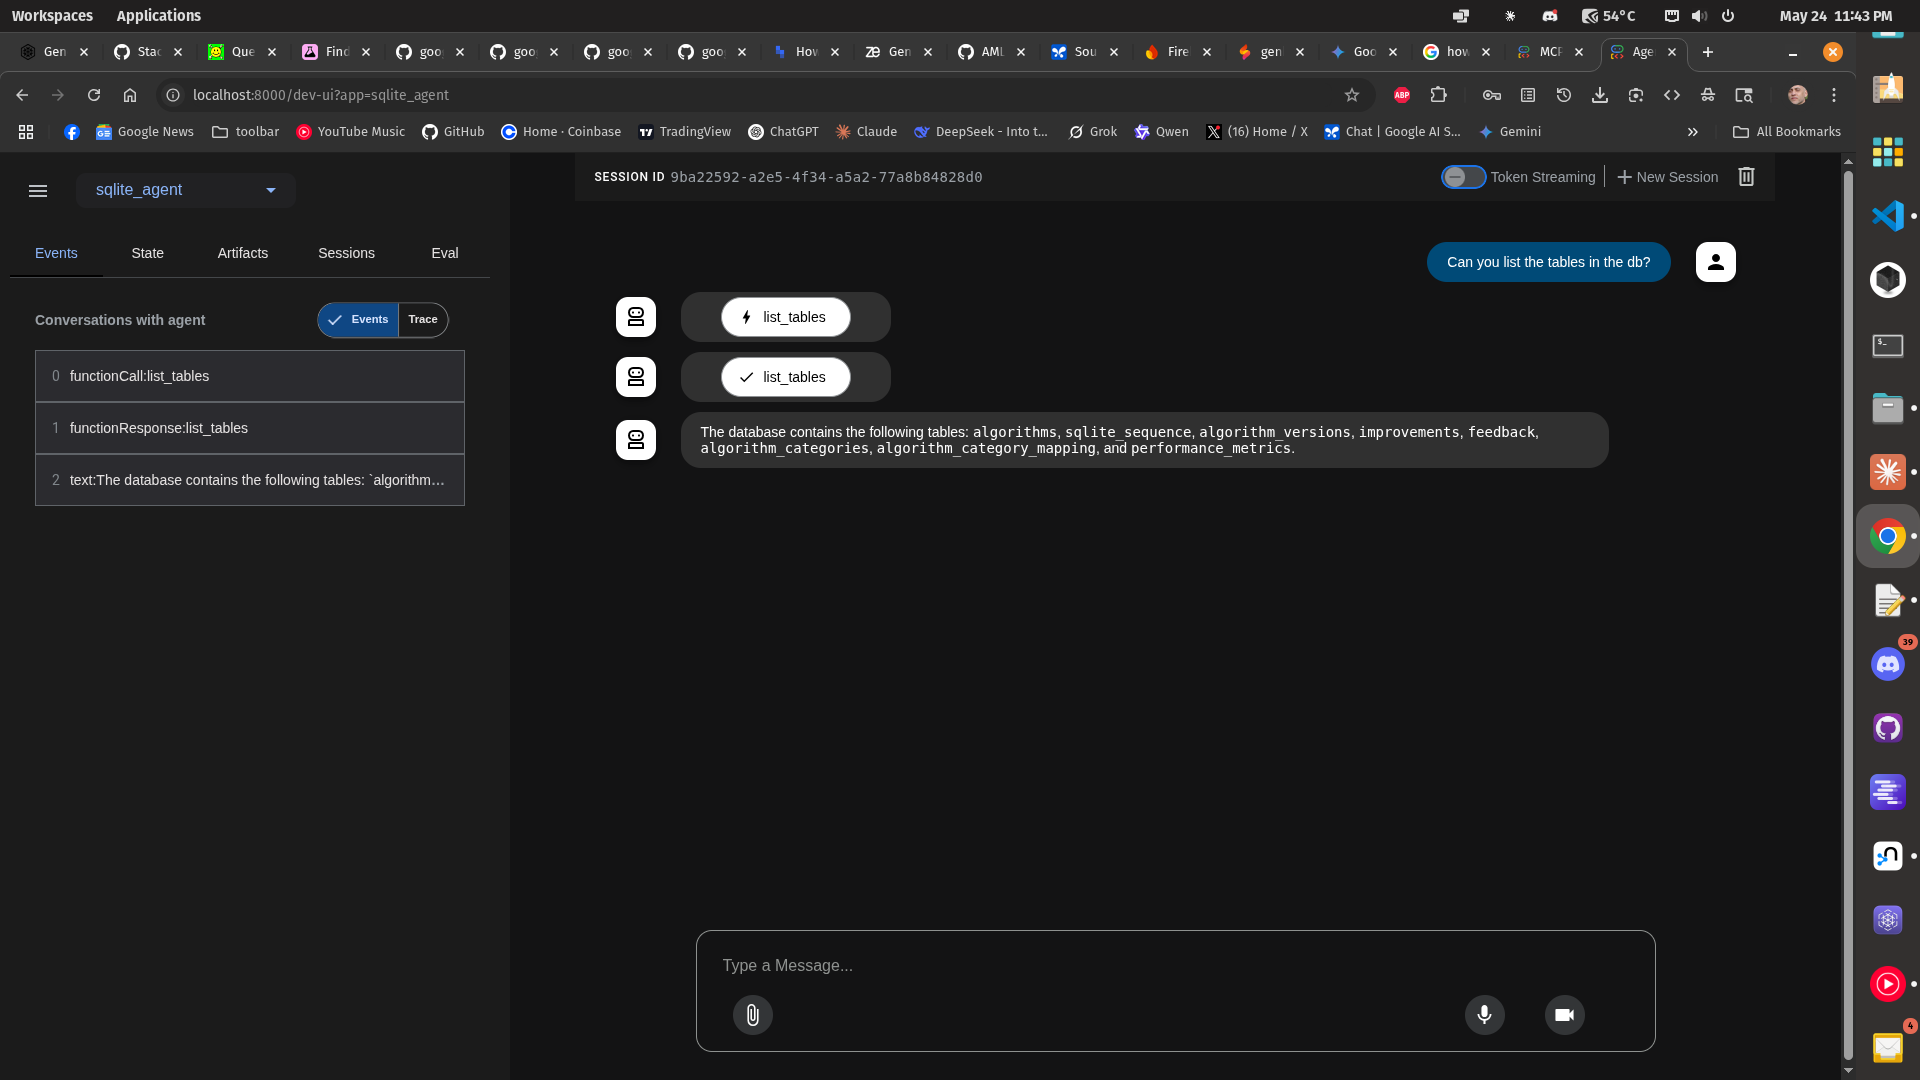 Workspaces Applications 54°C May 24 11:43 PM
Gen Stac Que Find goo goo goo goo How Gen AML Sou Fire gen Goo how MCP Age
localhost:8000/dev-ui?app=sqlite_agent ABP
Google News toolbar YouTube Music GitHub Home · Coinbase TradingView ChatGPT Claude DeepSeek - Into t... Grok Qwen (16) Home / X Chat | Google AI S... Gemini » All Bookmarks
sqlite_agent
SESSION ID 9ba22592-a2e5-4f34-a5a2-77a8b84828d0 Token Streaming New Session
Events State Artifacts Sessions Eval
Can you list the tables in the db?
Conversations with agent Events Trace
list_tables
0 functionCall:list_tables
list_tables
1 functionResponse:list_tables
The database contains the following tables: algorithms, sqlite_sequence, algorithm_versions, improvements, feedback,
algorithm_categories, algorithm_category_mapping, and performance_metrics.
2 text:The database contains the following tables: `algorithm...
39
Type a Message...
4